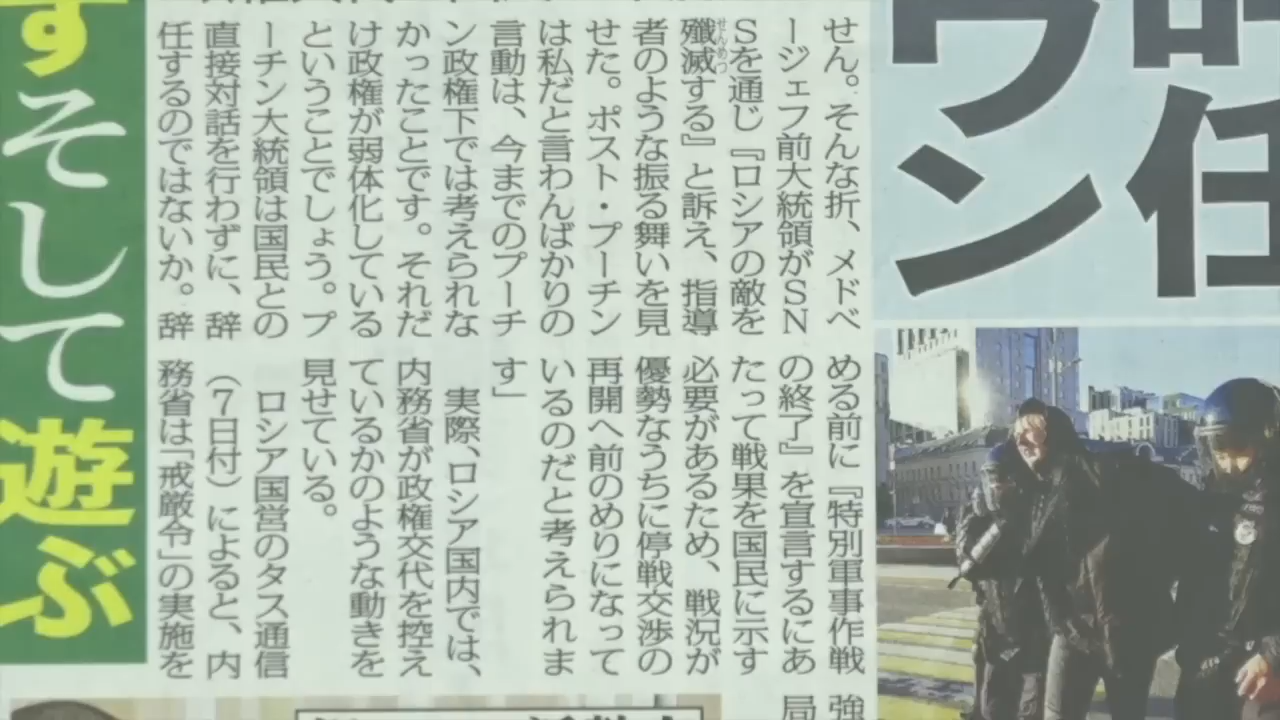 ウン
任
せん。そんな折、メドベ
ージェフ前大統領がSN
Sを通じ『ロシアの敵を
殲滅する』と訴え、指導
せんめつ
者のような振る舞いを見
せた。ポスト・プーチン
は私だと言わんばかりの
言動は、今までのプーチ
ン政権下では考えられな
かったことです。それだ
け政権が弱体化している
ということでしょう。プ
ーチン大統領は国民との
直接対話を行わずに、辞
任するのではないか。辞
める前に『特別軍事作戦
の終了』を宣言するにあ
たって戦果を国民に示す
必要があるため、戦況が
優勢なうちに停戦交渉の
再開へ前のめりになって
いるのだと考えられま
す」
実際、ロシア国内では、
内務省が政権交代を控え
ているかのような動きを
見せている。
ロシア国営のタス通信
(7日付)によると、内
務省は「戒厳令」の実施を
強
局
すそして遊ぶ